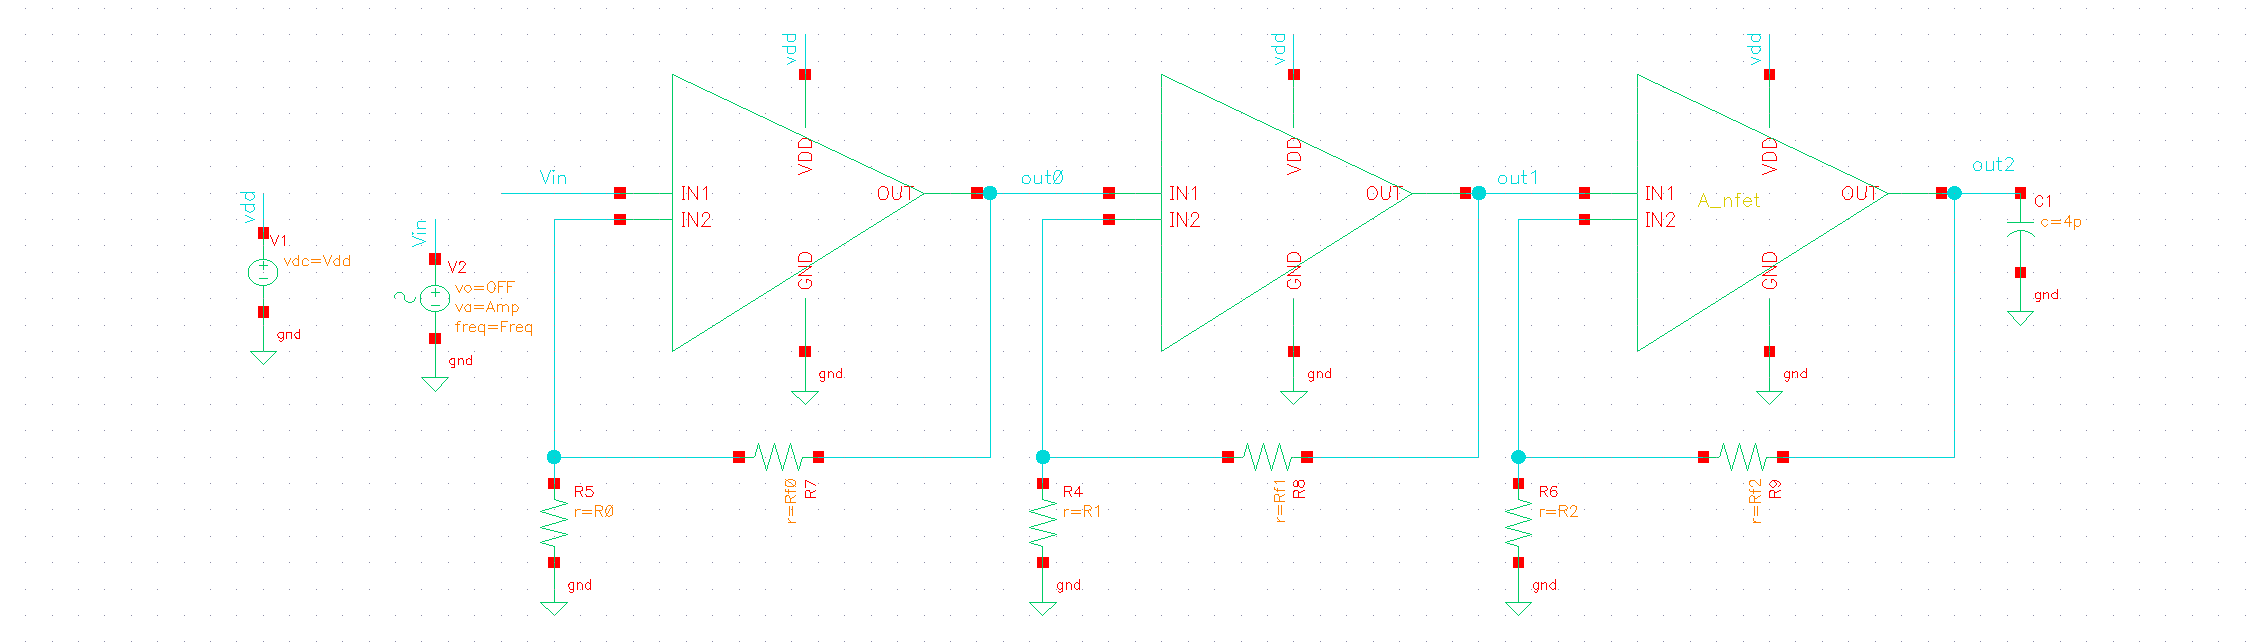 vdd
V1
vdc=Vdd
gnd
Vin
V2
vo=OFF
va=Amp
freq=Freq
gnd
Vin
vdd
VDD
IN1
IN2
OUT
GND
gnd
out0
R5
r=R0
gnd
r=Rf0
R7
vdd
VDD
IN1
IN2
OUT
GND
gnd
out1
R4
r=R1
gnd
r=Rf1
R8
vdd
VDD
IN1
IN2
A_nfet
OUT
GND
gnd
out2
R6
r=R2
gnd
r=Rf2
R9
C1
c=4p
gnd